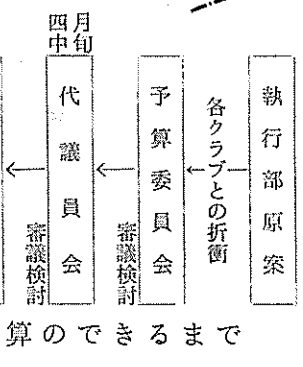 執行部原案
各クラブとの折衝
予算委員会
審議検討
代議員会
審議検討
四月
中旬
算のできるまで